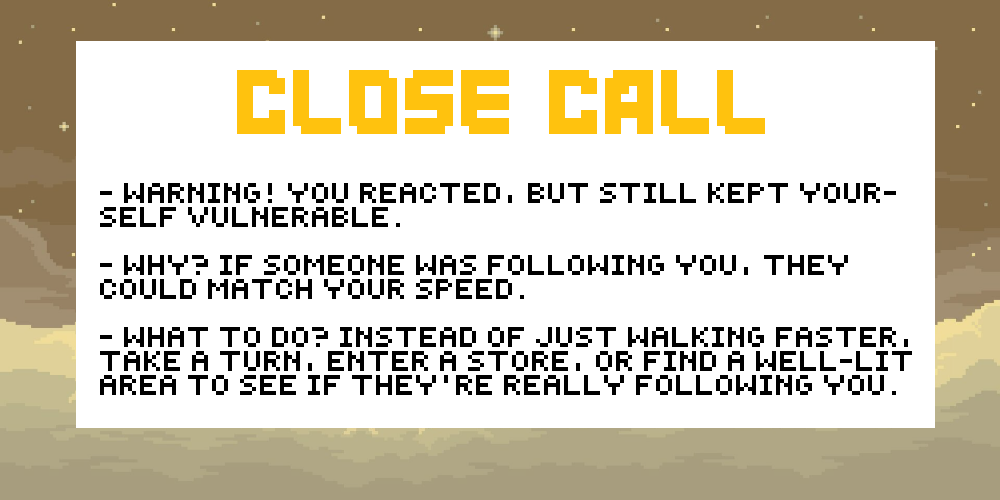 CLOSE CALL
- WARNING! YOU REACTED, BUT STILL KEPT YOUR-
SELF VULNERABLE.
- WHY? IF SOMEONE WAS FOLLOWING YOU, THEY
COULD MATCH YOUR SPEED.
- WHAT TO DO? INSTEAD OF JUST WALKING FASTER,
TAKE A TURN, ENTER A STORE, OR FIND A WELL-LIT
AREA TO SEE IF THEY'RE REALLY FOLLOWING YOU.